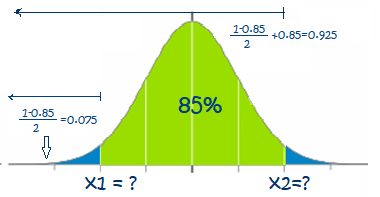 (1-0.85)/2 +0.85=0.925
(1-0.85)/2 =0.075
85%
X1 = ?
X2=?